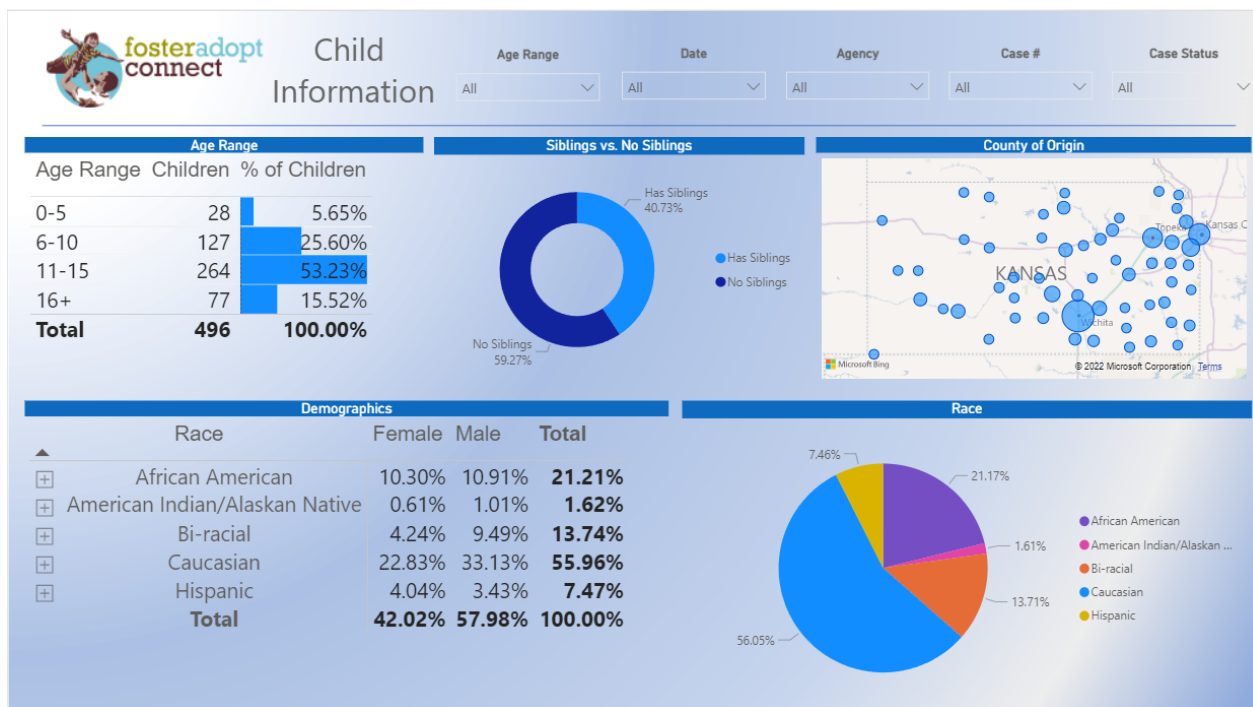 fosteradopt
connect
Child
Information
Age Range
Date
Agency
Case #
Case Status
All
All
All
All
All
Age Range
Age Range Children % of Children
0-5 28 5.65%
6-10 127 25.60%
11-15 264 53.23%
16+ 77 15.52%
Total 496 100.00%
Siblings vs. No Siblings
Has Siblings
40.73%
Has Siblings
No Siblings
No Siblings
59.27%
County of Origin
Topeka
Kansas C
KANSAS
Wichita
Microsoft Bing
© 2022 Microsoft Corporation Terms
Demographics
Race Female Male Total
African American 10.30% 10.91% 21.21%
American Indian/Alaskan Native 0.61% 1.01% 1.62%
Bi-racial 4.24% 9.49% 13.74%
Caucasian 22.83% 33.13% 55.96%
Hispanic 4.04% 3.43% 7.47%
Total 42.02% 57.98% 100.00%
Race
7.46%
21.17%
1.61%
13.71%
56.05%
African American
American Indian/Alaskan ...
Bi-racial
Caucasian
Hispanic